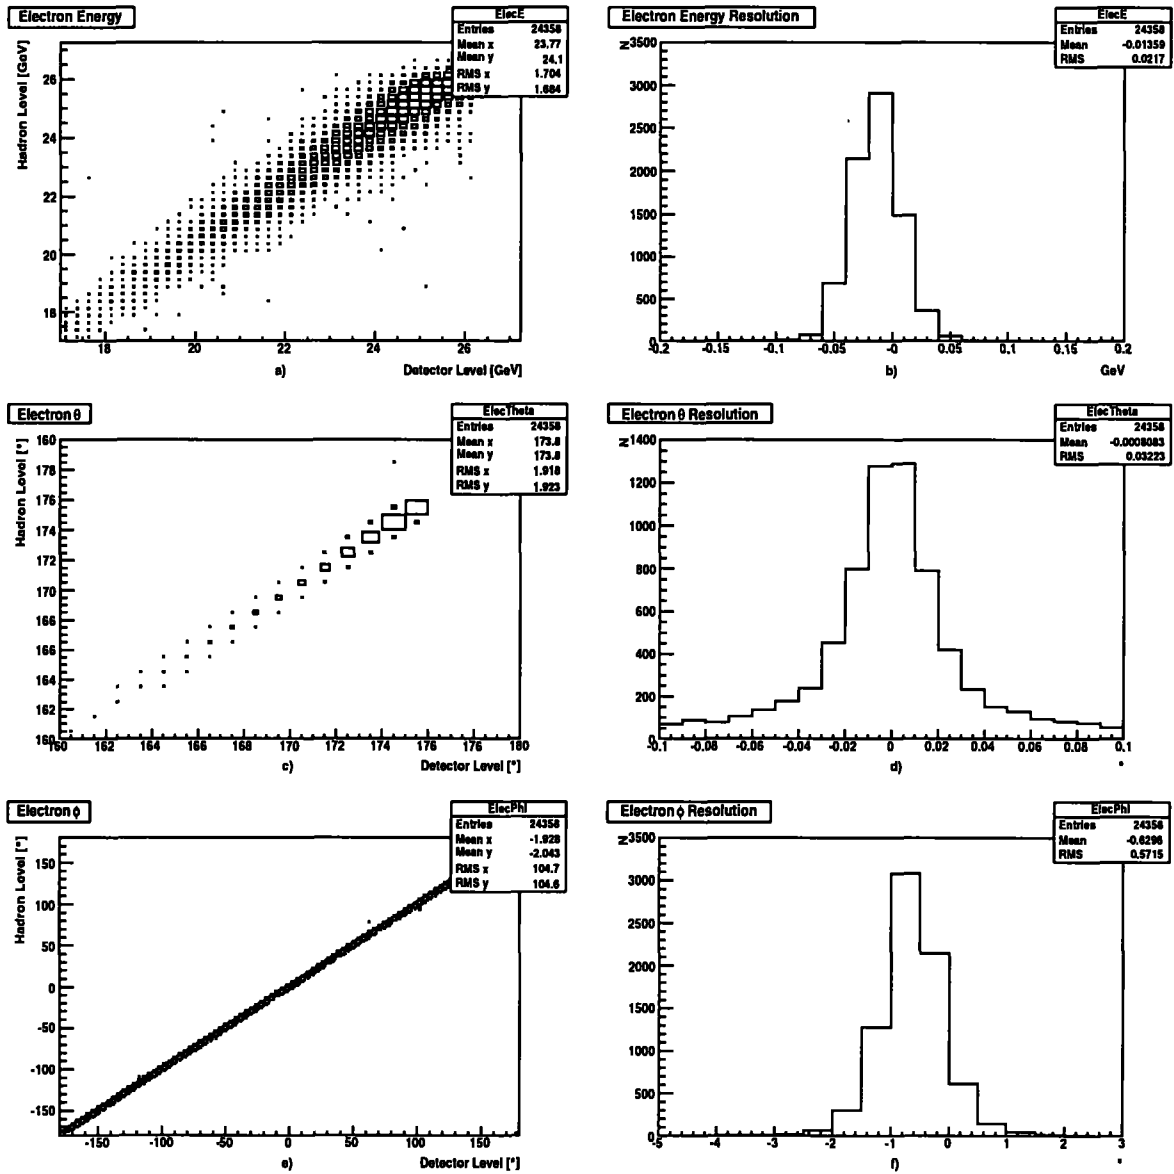 Electron Energy
ElecE
Entries 24358
Mean x 23.77
Mean y 24.1
RMS x 1.704
RMS y 1.684
Hadron Level [GeV]
26
24
22
20
18
18 20 22 24 26
a) Detector Level [GeV]
Electron Energy Resolution
ElecE
Entries 24358
Mean -0.01359
RMS 0.0217
N
3500
3000
2500
2000
1500
1000
500
0
-0.2 -0.15 -0.1 -0.05 -0 0.05 0.1 0.15 0.2
b) GeV
Electron θ
ElecTheta
Entries 24358
Mean x 173.8
Mean y 173.8
RMS x 1.918
RMS y 1.923
Hadron Level [°]
160
178
176
174
172
170
168
166
164
162
160
160 162 164 166 168 170 172 174 176 178 180
c) Detector Level [°]
Electron θ Resolution
ElecTheta
Entries 24358
Mean -0.0008083
RMS 0.03223
N
1400
1200
1000
800
600
400
200
0
-0.1 -0.08 -0.06 -0.04 -0.02 0 0.02 0.04 0.06 0.08 0.1
d) °
Electron ϕ
ElecPhi
Entries 24358
Mean x -1.928
Mean y -2.043
RMS x 104.7
RMS y 104.6
Hadron Level [°]
150
100
50
0
-50
-100
-150
-150 -100 -50 0 50 100 150
e) Detector Level [°]
Electron ϕ Resolution
ElecPhi
Entries 24358
Mean -0.6296
RMS 0.5715
N
3500
3000
2500
2000
1500
1000
500
0
-5 -4 -3 -2 -1 0 1 2 3
f) °